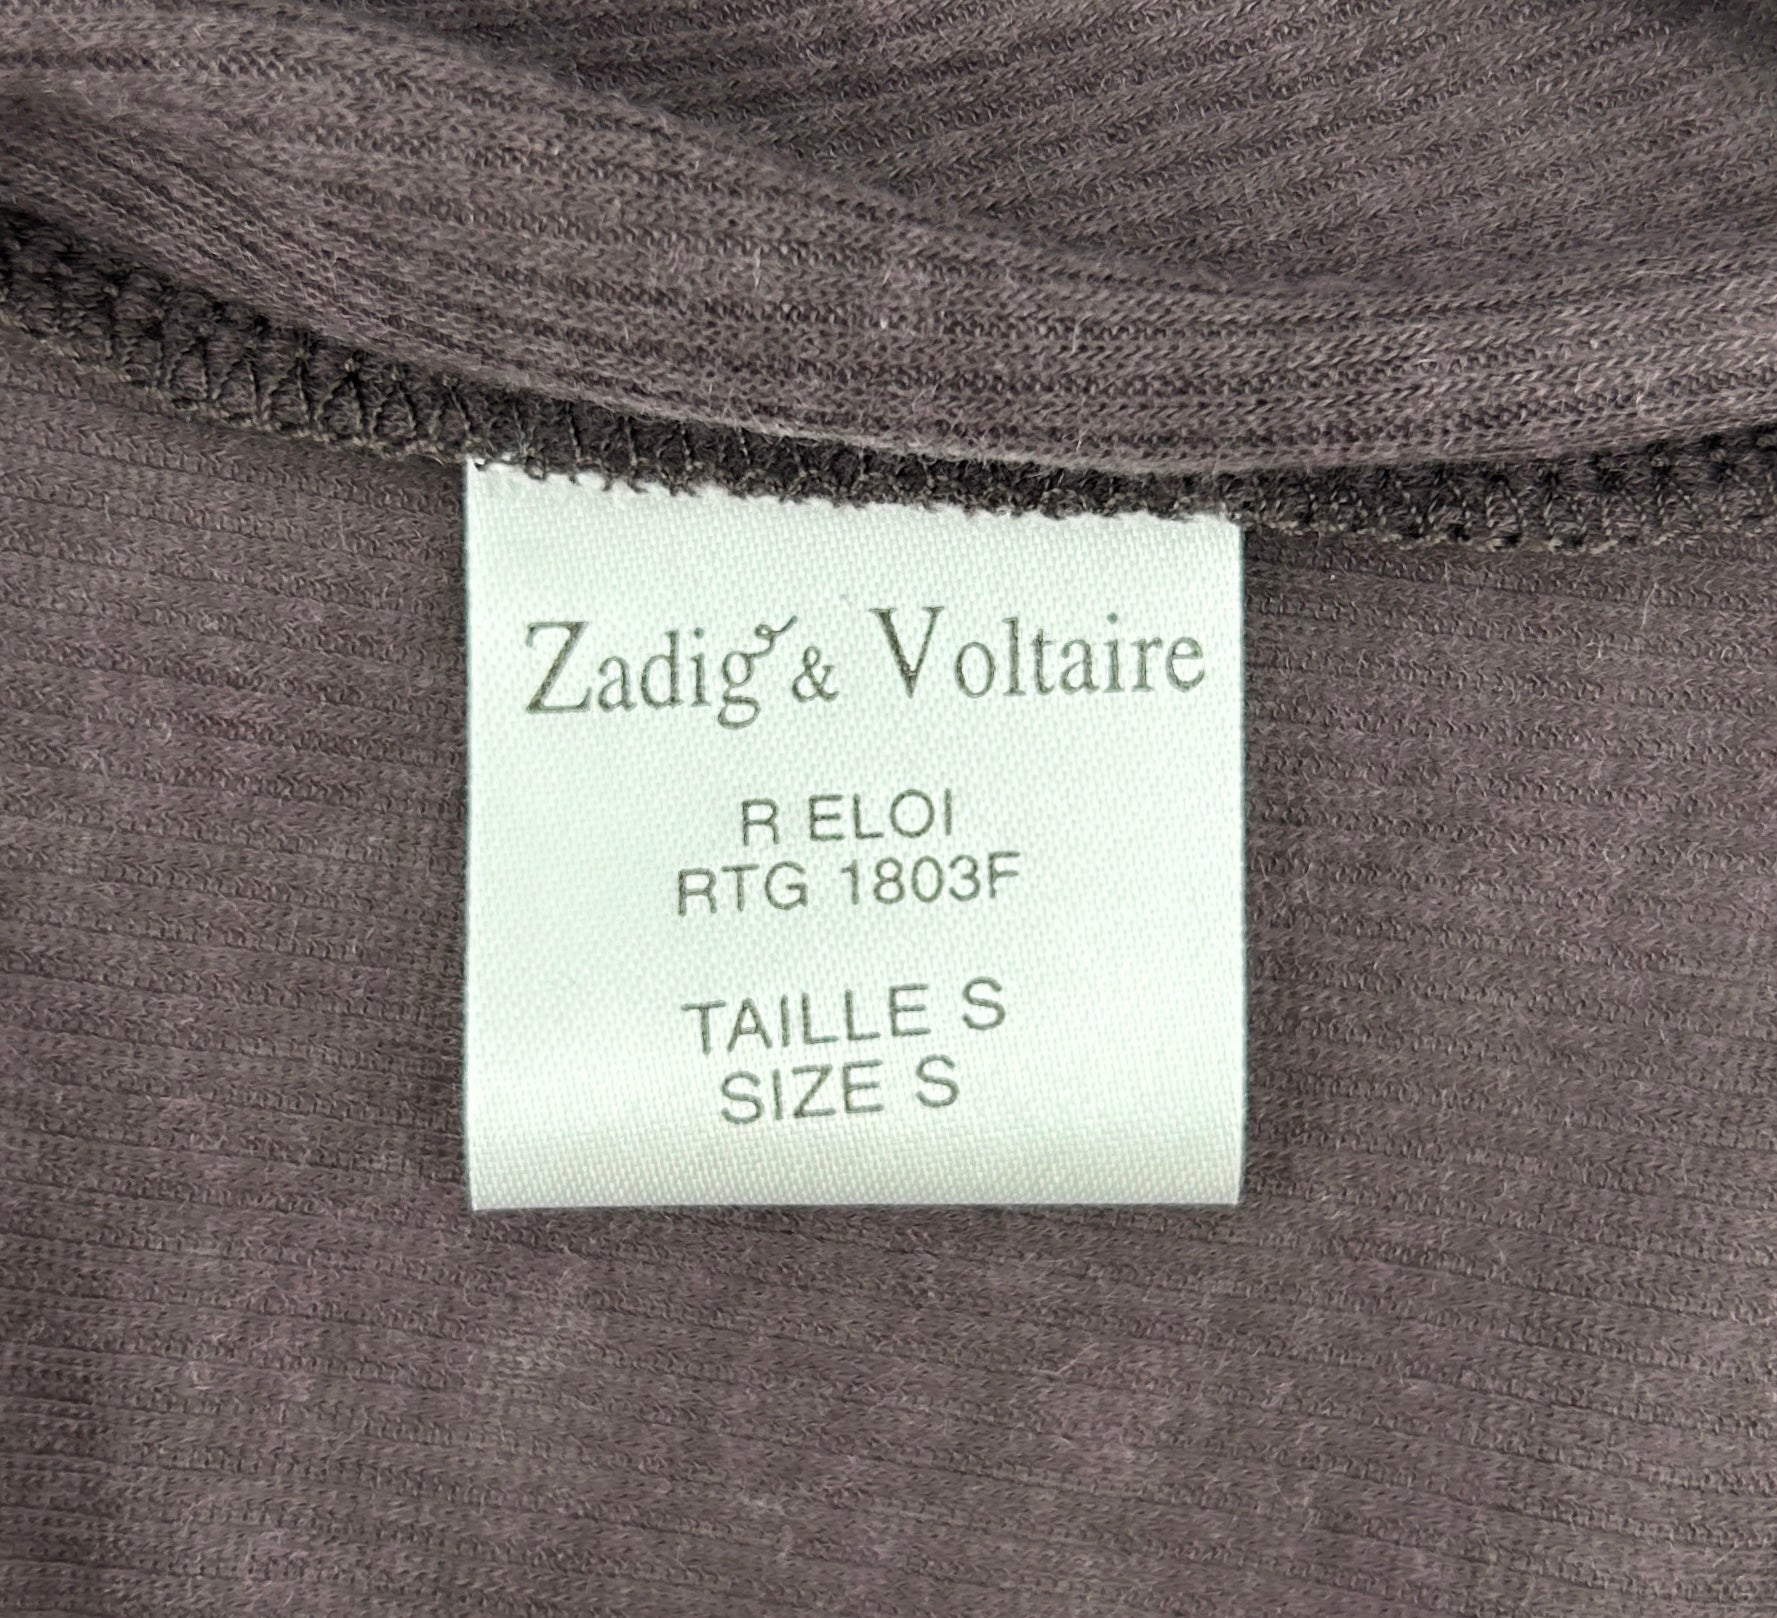 Zadig & Voltaire
R ELOI
RTG 1803F
TAILLE S
SIZE S